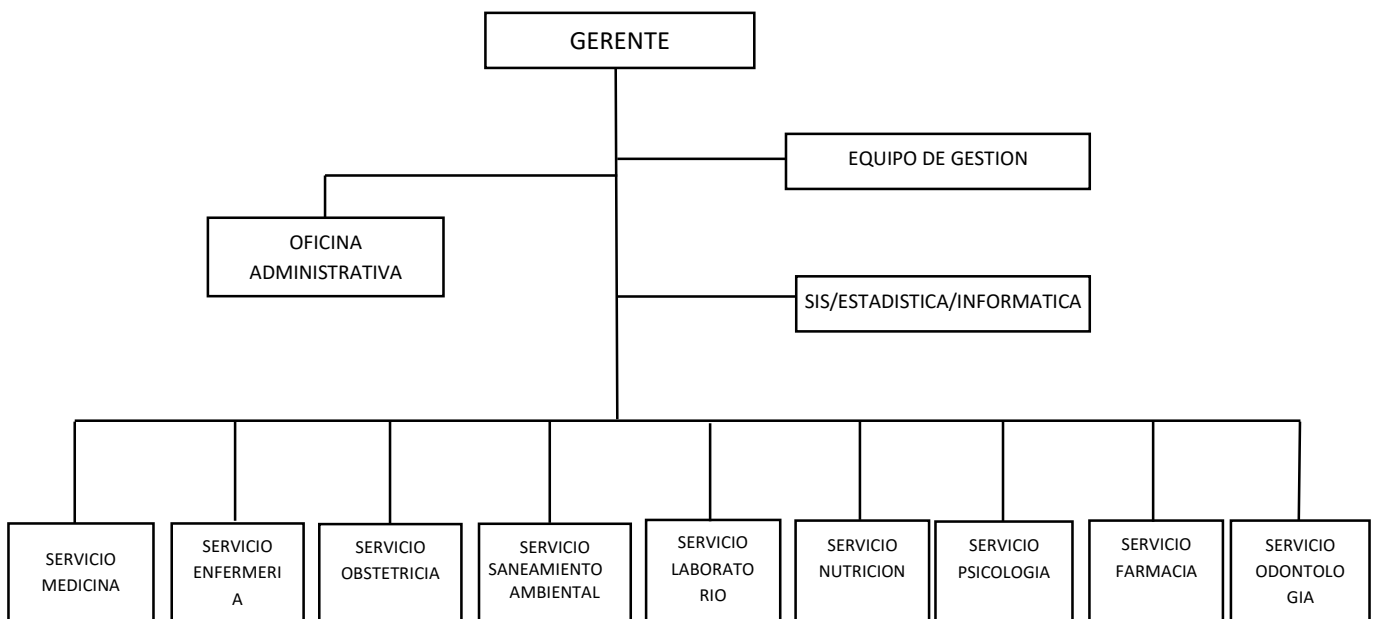 GERENTE
EQUIPO DE GESTION
OFICINA
ADMINISTRATIVA
SIS/ESTADISTICA/INFORMATICA
SERVICIO
MEDICINA
SERVICIO
ENFERMERI
A
SERVICIO
OBSTETRICIA
SERVICIO
SANEAMIENTO
AMBIENTAL
SERVICIO
LABORATO
RIO
SERVICIO
NUTRICION
SERVICIO
PSICOLOGIA
SERVICIO
FARMACIA
SERVICIO
ODONTOLO
GIA